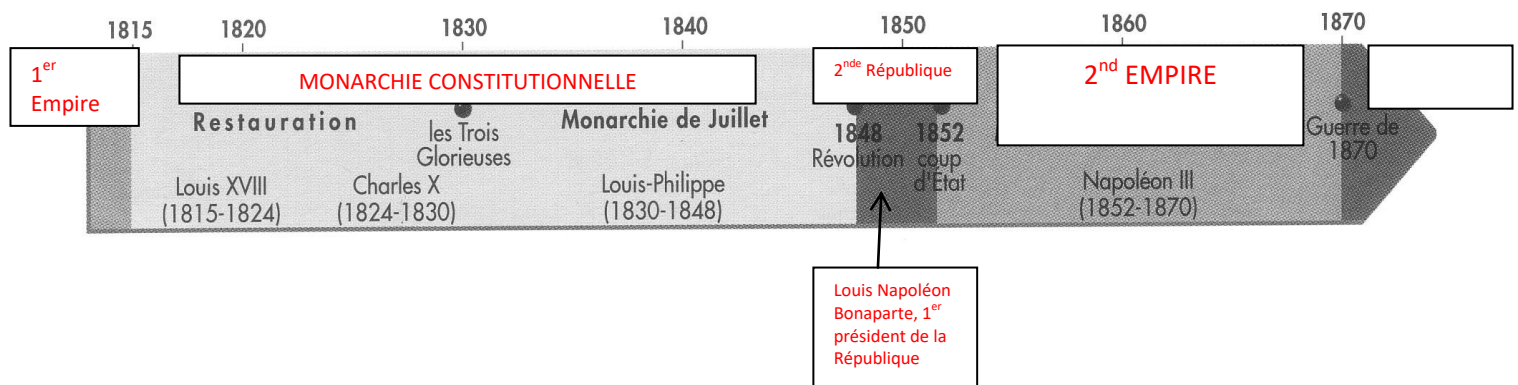 1815 1820 1830 1840 1850 1860 1870
1er
Empire
MONARCHIE CONSTITUTIONNELLE
2nde République
2nd EMPIRE
Restauration
les Trois
Glorieuses
Monarchie de Juillet
1848
Révolution
1852
coup
d'État
Guerre de
1870
Louis XVIII
(1815-1824)
Charles X
(1824-1830)
Louis-Philippe
(1830-1848)
Napoléon III
(1852-1870)
Louis Napoléon
Bonaparte, 1er
président de la
République